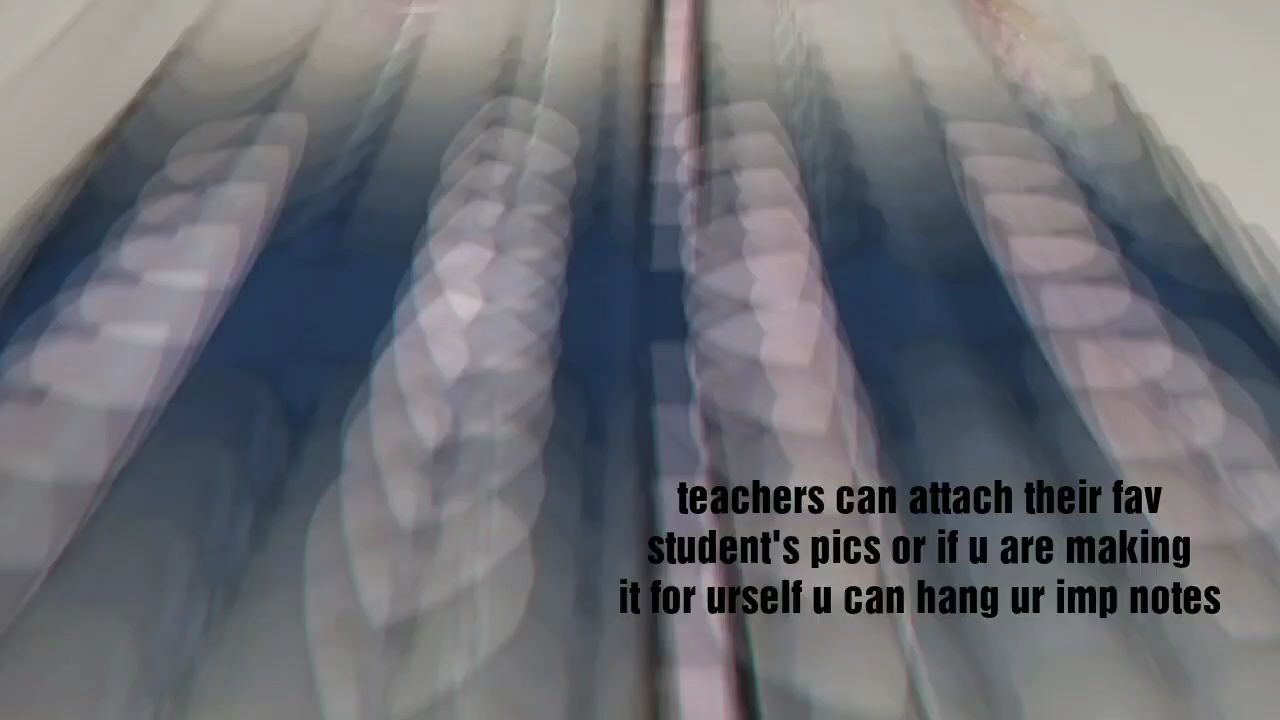 teachers can attach their fav
student's pics or if u are making
it for urself u can hang ur imp notes